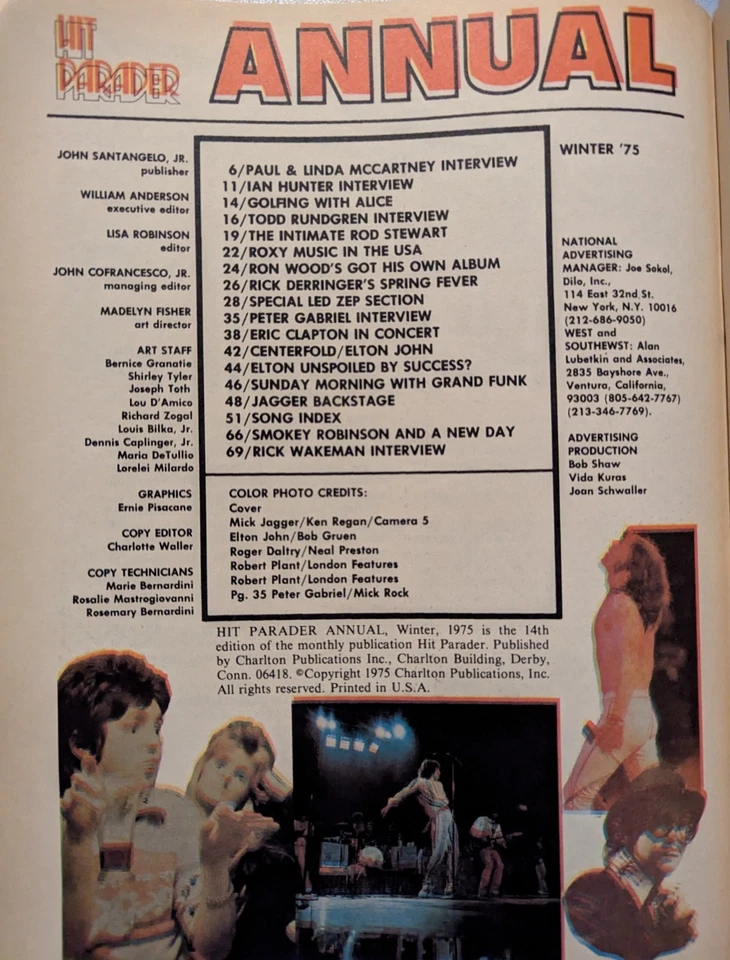 HIT
PARADER
ANNUAL
JOHN SANTANGELO, JR.
publisher
WILLIAM ANDERSON
executive editor
LISA ROBINSON
editor
JOHN COFRANCESCO, JR.
managing editor
MADELYN FISHER
art director
ART STAFF
Bernice Granatie
Shirley Tyler
Joseph Toth
Lou D'Amico
Richard Zogal
Louis Bilka, Jr.
Dennis Caplinger, Jr.
Maria DeTullio
Lorelei Milardo
GRAPHICS
Ernie Pisacane
COPY EDITOR
Charlotte Waller
COPY TECHNICIANS
Marie Bernardini
Rosalie Mastrogiovanni
Rosemary Bernardini
6/PAUL & LINDA MCCARTNEY INTERVIEW
11/IAN HUNTER INTERVIEW
14/GOLFING WITH ALICE
16/TODD RUNDGREN INTERVIEW
19/THE INTIMATE ROD STEWART
22/ROXY MUSIC IN THE USA
24/RON WOOD'S GOT HIS OWN ALBUM
26/RICK DERRINGER'S SPRING FEVER
28/SPECIAL LED ZEP SECTION
35/PETER GABRIEL INTERVIEW
38/ERIC CLAPTON IN CONCERT
42/CENTERFOLD/ELTON JOHN
44/ELTON UNSPOILED BY SUCCESS?
46/SUNDAY MORNING WITH GRAND FUNK
48/JAGGER BACKSTAGE
51/SONG INDEX
66/SMOKEY ROBINSON AND A NEW DAY
69/RICK WAKEMAN INTERVIEW
COLOR PHOTO CREDITS:
Cover
Mick Jagger/Ken Regan/Camera 5
Elton John/Bob Gruen
Roger Daltry/Neal Preston
Robert Plant/London Features
Robert Plant/London Features
Pg. 35 Peter Gabriel/Mick Rock
WINTER '75
NATIONAL
ADVERTISING
MANAGER: Joe Sokol,
Dilo, Inc.,
114 East 32nd St.
New York, N.Y. 10016
(212-686-9050)
WEST and
SOUTHWEST: Alan
Lubetkin and Associates,
2835 Bayshore Ave.,
Ventura, California,
93003 (805-642-7767)
(213-346-7769).
ADVERTISING
PRODUCTION
Bob Shaw
Vida Kuras
Joan Schwaller
HIT PARADER ANNUAL, Winter, 1975 is the 14th
edition of the monthly publication Hit Parader. Published
by Charlton Publications Inc., Charlton Building, Derby,
Conn. 06418. ©Copyright 1975 Charlton Publications, Inc.
All rights reserved. Printed in U.S.A.